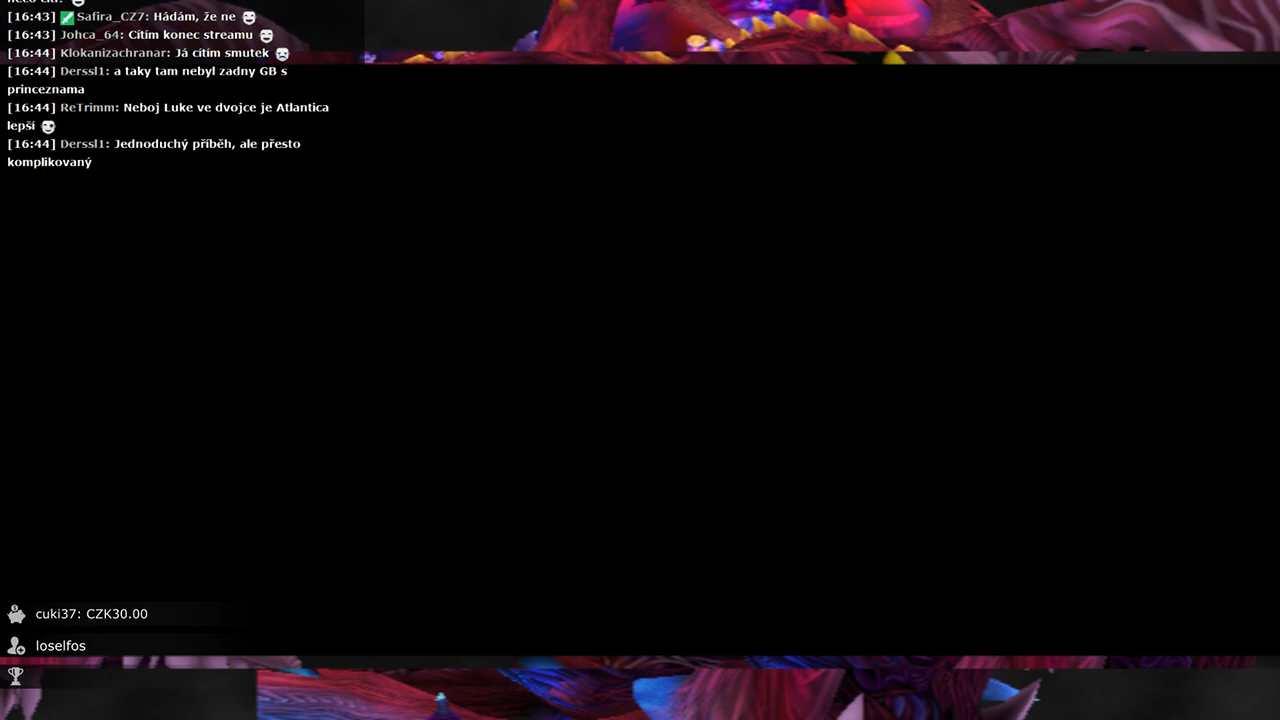 [16:43] Safira_CZ7: Hádám, že ne
[16:43] Johca_64: Cítím konec streamu
[16:44] Klokanizachranar: Já cítím smutek
[16:44] Derssl1: a taky tam nebyl zadny GB s
princeznama
[16:44] ReTrimm: Neboj Luke ve dvojce je Atlantica
lepší
[16:44] Derssl1: Jednoduchý příběh, ale přesto
komplikovaný
cuki37: CZK30.00
loselfos